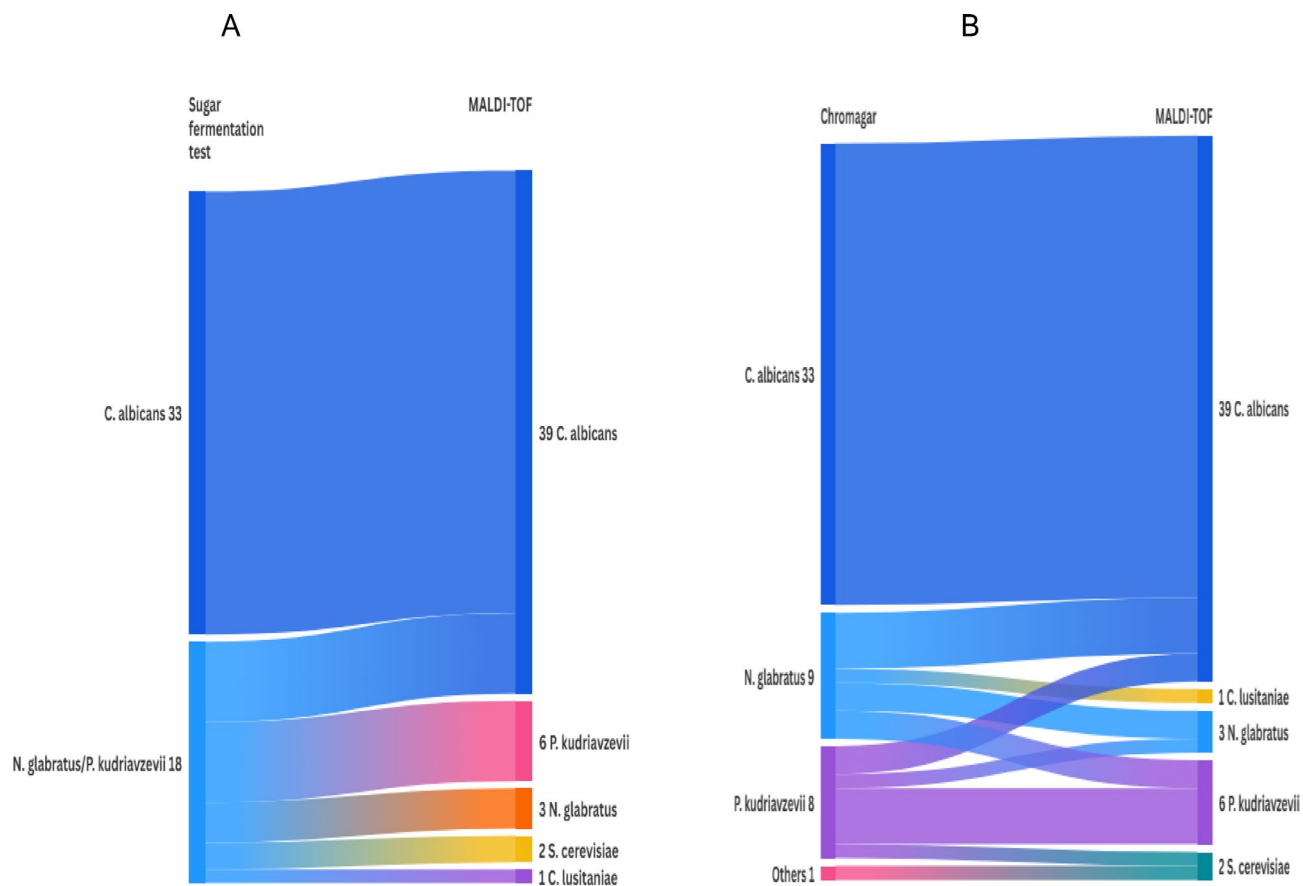 A
Sugar
fermentation
test
MALDI-TOF
C. albicans 33
39 C. albicans
N. glabratus/P. kudriavzevii 18
6 P. kudriavzevii
3 N. glabratus
2 S. cerevisiae
1 C. lusitaniae
B
Chromagar
MALDI-TOF
C. albicans 33
39 C. albicans
N. glabratus 9
1 C. lusitaniae
3 N. glabratus
P. kudriavzevii 8
6 P. kudriavzevii
Others 1
2 S. cerevisiae